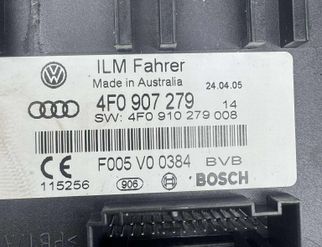 ILM Fahrer
Made in Australia 24.04.05
4F0 907 279 14
SW: 4F0 910 279 008
F005 V0 0384 BVB
115256 906 BOSCH